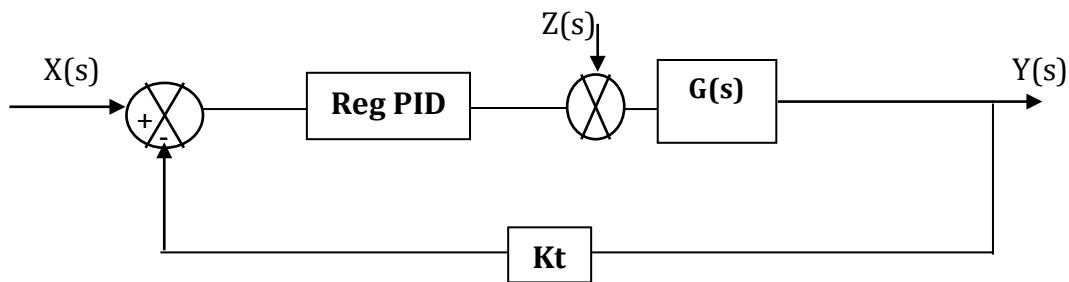 Z(s)
X(s)
Y(s)
Reg PID
G(s)
+
-
Kt